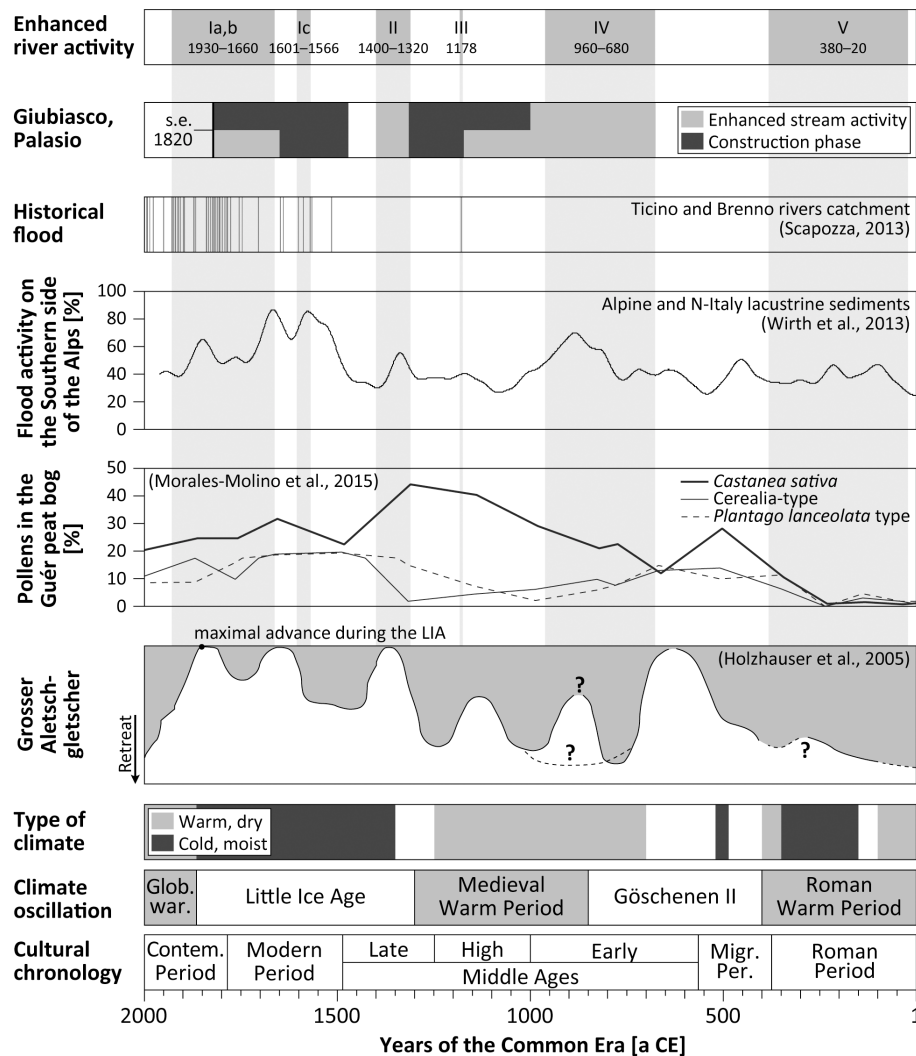 Enhanced
river activity
Ia,b
1930–1660
Ic
1601–1566
II
1400–1320
III
1178
IV
960–680
V
380–20
Giubiasco,
Palasio
s.e.
1820
Enhanced stream activity
Construction phase
Historical
flood
Ticino and Brenno rivers catchment
(Scapozza, 2013)
Flood activity on
the Southern side
of the Alps [%]
100
80
60
40
20
0
Alpine and N-Italy lacustrine sediments
(Wirth et al., 2013)
Pollens in the
Guér peat bog
[%]
50
40
30
20
10
0
(Morales-Molino et al., 2015)
Castanea sativa
Cerealia-type
Plantago lanceolata type
maximal advance during the LIA
Grosser
Aletsch-
gletscher
Retreat
(Holzhauser et al., 2005)
?
?
?
Type of
climate
Warm, dry
Cold, moist
Climate
oscillation
Glob.
war.
Little Ice Age
Medieval
Warm Period
Göschenen II
Roman
Warm Period
Cultural
chronology
Contem.
Period
Modern
Period
Late
High
Early
Middle Ages
Migr.
Per.
Roman
Period
2000
1500
1000
500
1
Years of the Common Era [a CE]